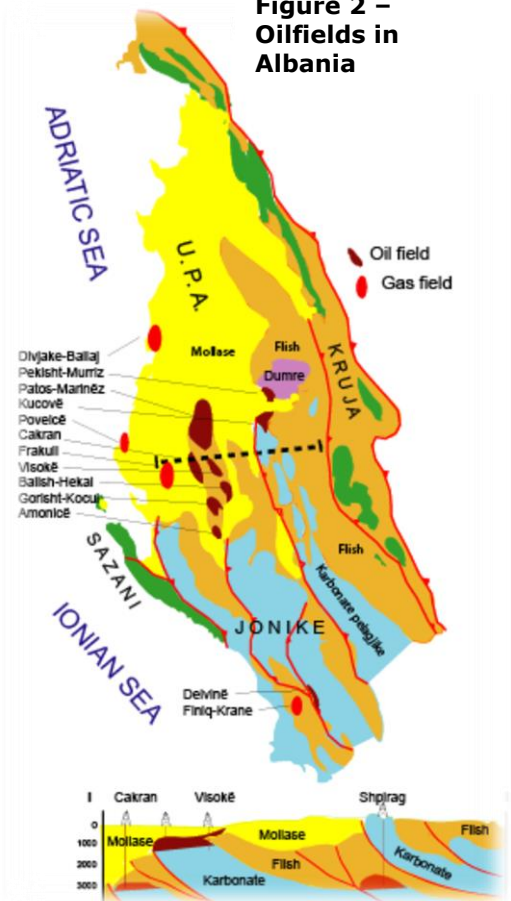 Figure 2 –
Oilfields in
Albania
ADRIATIC SEA
U.P.A.
Oil field
Gas field
Mollase
Flish
Dumre
KRUJA
Divjake-Ballaj
Pekisht-Murriz
Patos-Marinëz
Kucovë
Povelcë
Cakran
Frakull
Visokë
Ballsh-Hekal
Gorisht-Kocuj
Amonicë
SAZANI
Flish
Karbonate pelagjike
JONIKE
IONIAN SEA
Delvinë
Finiq-Krane
I Cakran Visokë Shpirag
0
1000
2000
3000
Mollase
Mollase
Flish
Flish
Karbonate
Karbonate